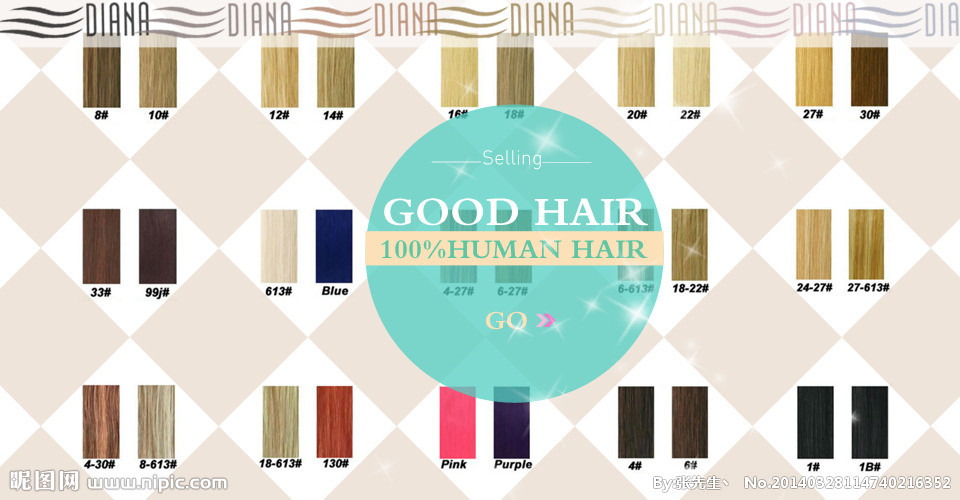 DIANA DIANA DIANA DIANA DIANA DIANA
8# 10# 12# 14# 16# 18# 20# 22# 27# 30#
Selling
GOOD HAIR
100%HUMAN HAIR
33# 99j# 613# Blue 4-27# 6-27# 6-613# 18-22# 24-27# 27-613#
GO »
4-30# 8-613# 18-613# 130# Pink Purple 4# 6# 1# 1B#
昵图网 www.nipic.com
By:张先生丶 No.20140328114740216352